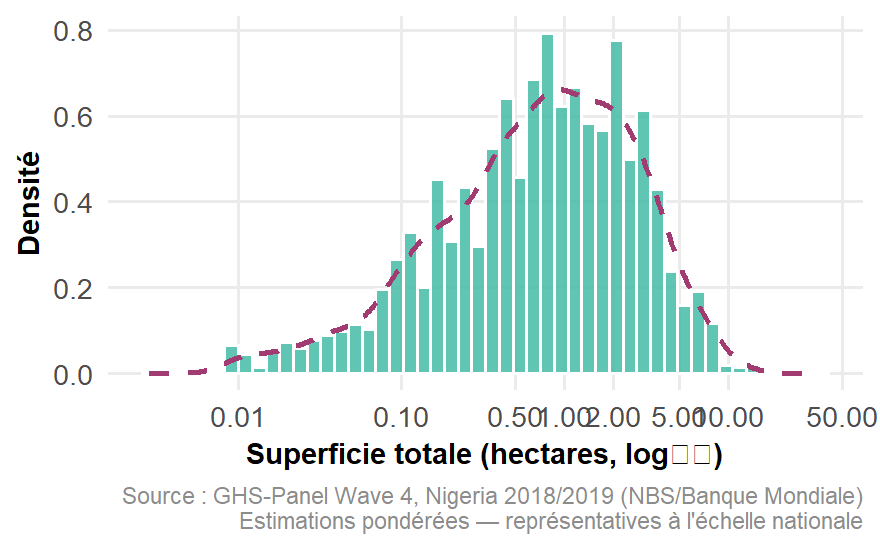 0.8
0.6
0.4
0.2
0.0
Densité
0.01 0.10 0.50 1.00 2.00 5.00 10.00 50.00
Superficie totale (hectares, log□□)
Source : GHS-Panel Wave 4, Nigeria 2018/2019 (NBS/Banque Mondiale)
Estimations pondérées — représentatives à l'échelle nationale